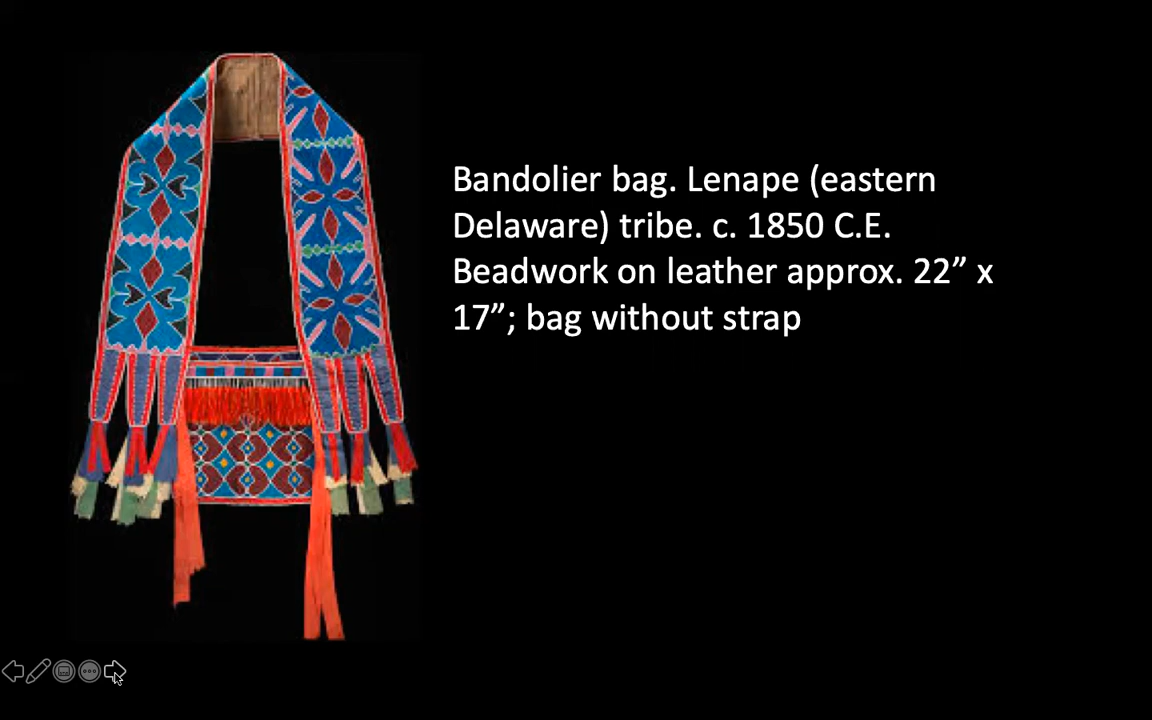 Bandolier bag. Lenape (eastern
Delaware) tribe. c. 1850 C.E.
Beadwork on leather approx. 22” x
17”; bag without strap